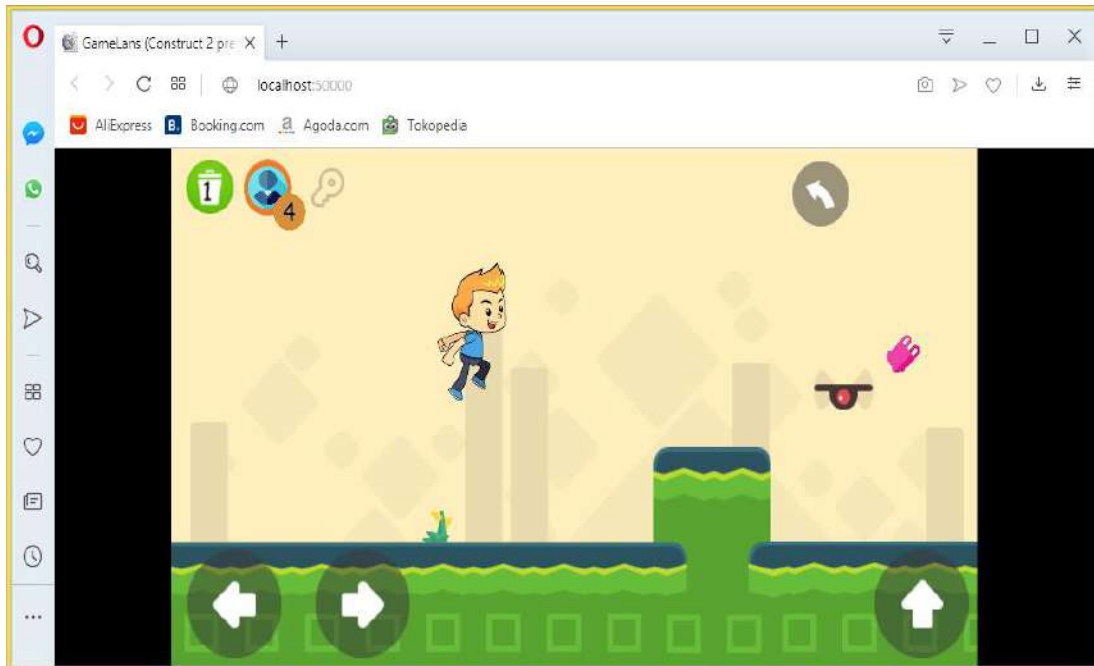 GameLans (Construct 2 pre
localhost:50000
AliExpress B. Booking.com a Agoda.com Tokopedia
1
4